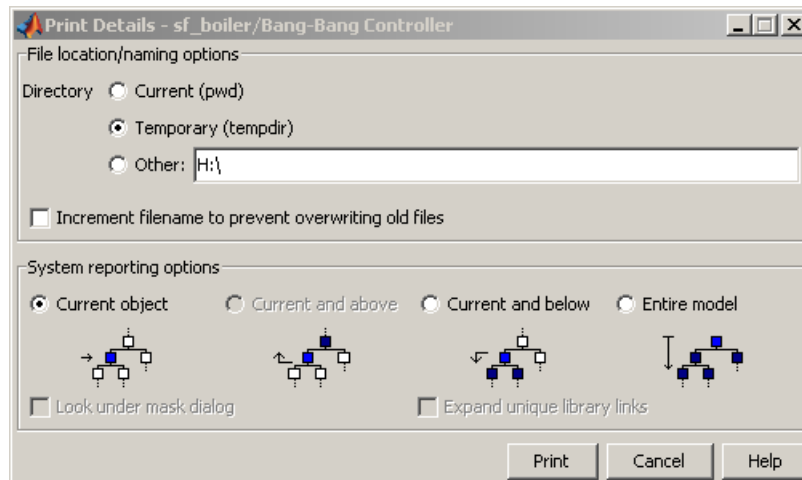 Print Details - sf_boiler/Bang-Bang Controller
File location/naming options
Directory Current (pwd)
Temporary (tempdir)
Other: H:\
Increment filename to prevent overwriting old files
System reporting options
Current object Current and above Current and below Entire model
Look under mask dialog Expand unique library links
Print Cancel Help